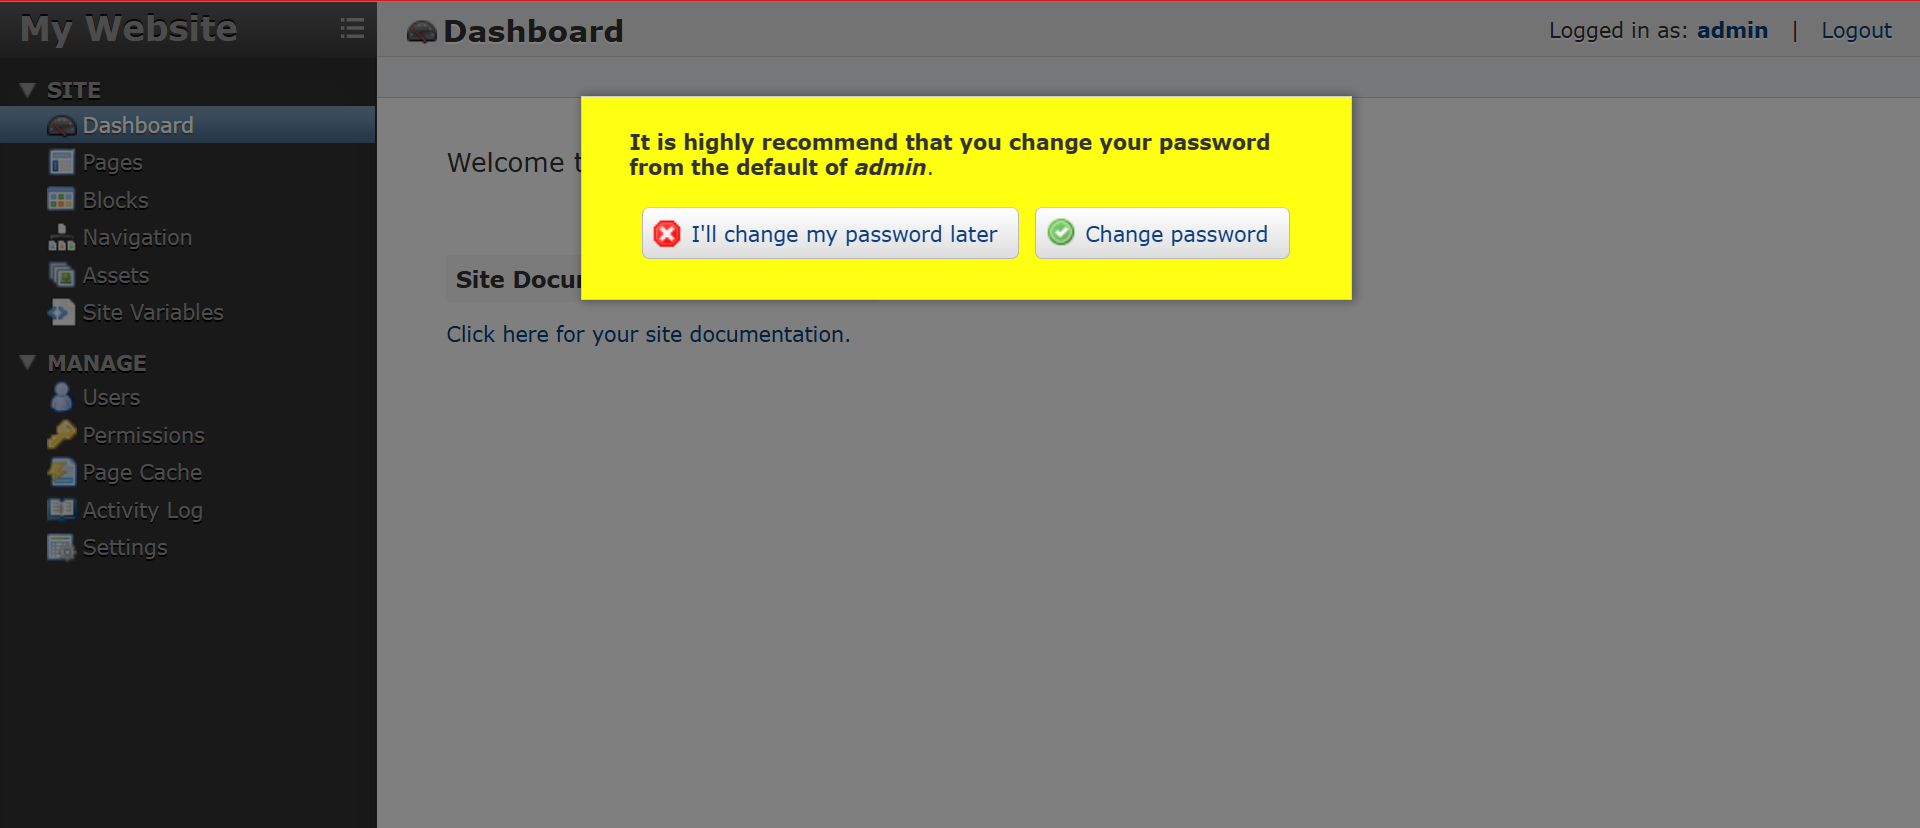 My Website
Dashboard
Logged in as: admin | Logout
SITE
Dashboard
Pages
Blocks
Navigation
Assets
Site Variables
MANAGE
Users
Permissions
Page Cache
Activity Log
Settings
It is highly recommend that you change your password
from the default of admin.
I'll change my password later
Change password
Welcome
Site
Click here for your site documentation.